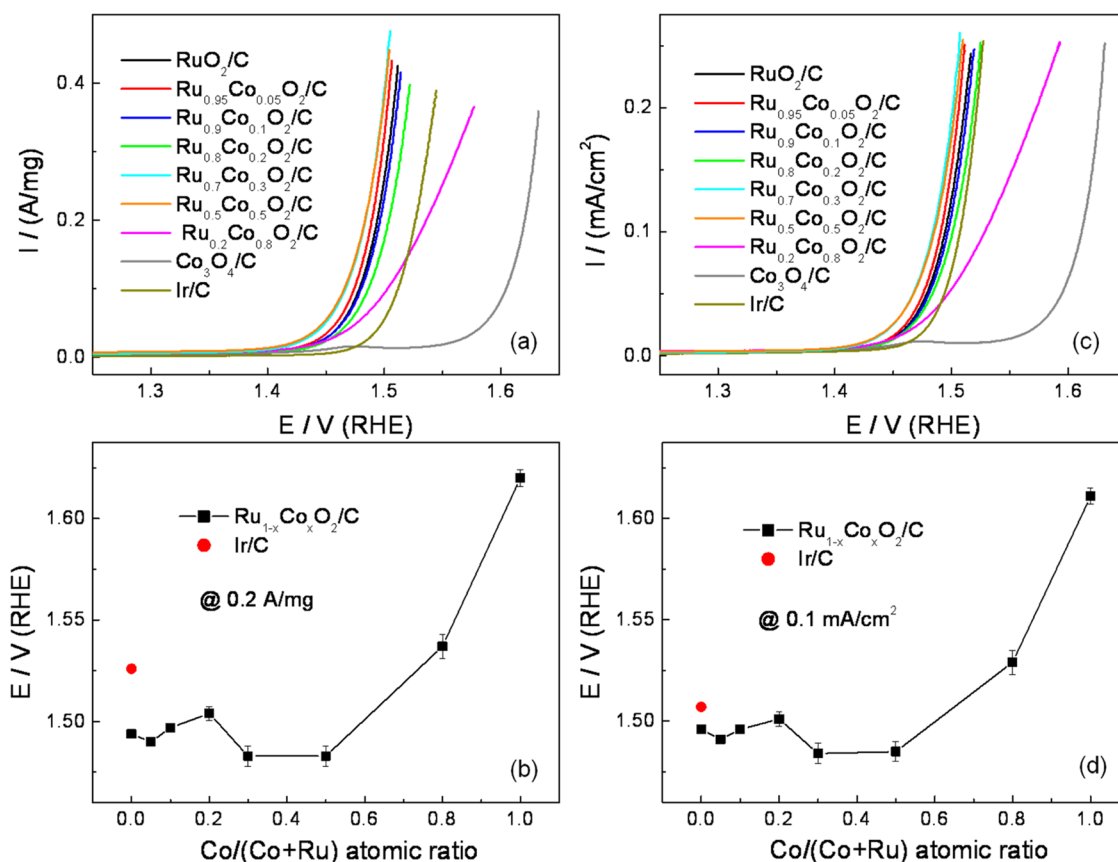 0.4
0.2
0.0
I / (A/mg)
RuO2/C
Ru0.95Co0.05O2/C
Ru0.9Co0.1O2/C
Ru0.8Co0.2O2/C
Ru0.7Co0.3O2/C
Ru0.5Co0.5O2/C
Ru0.2Co0.8O2/C
Co3O4/C
Ir/C
(a)
1.3 1.4 1.5 1.6
E / V (RHE)
0.2
0.1
0.0
I / (mA/cm2)
RuO2/C
Ru0.95Co0.05O2/C
Ru0.9Co0.1O2/C
Ru0.8Co0.2O2/C
Ru0.7Co0.3O2/C
Ru0.5Co0.5O2/C
Ru0.2Co0.8O2/C
Co3O4/C
Ir/C
(c)
1.3 1.4 1.5 1.6
E / V (RHE)
1.60
1.55
1.50
E / V (RHE)
Ru1-xCoxO2/C
Ir/C
@ 0.2 A/mg
(b)
0.0 0.2 0.4 0.6 0.8 1.0
Co/(Co+Ru) atomic ratio
1.60
1.55
1.50
E / V (RHE)
Ru1-xCoxO2/C
Ir/C
@ 0.1 mA/cm2
(d)
0.0 0.2 0.4 0.6 0.8 1.0
Co/(Co+Ru) atomic ratio